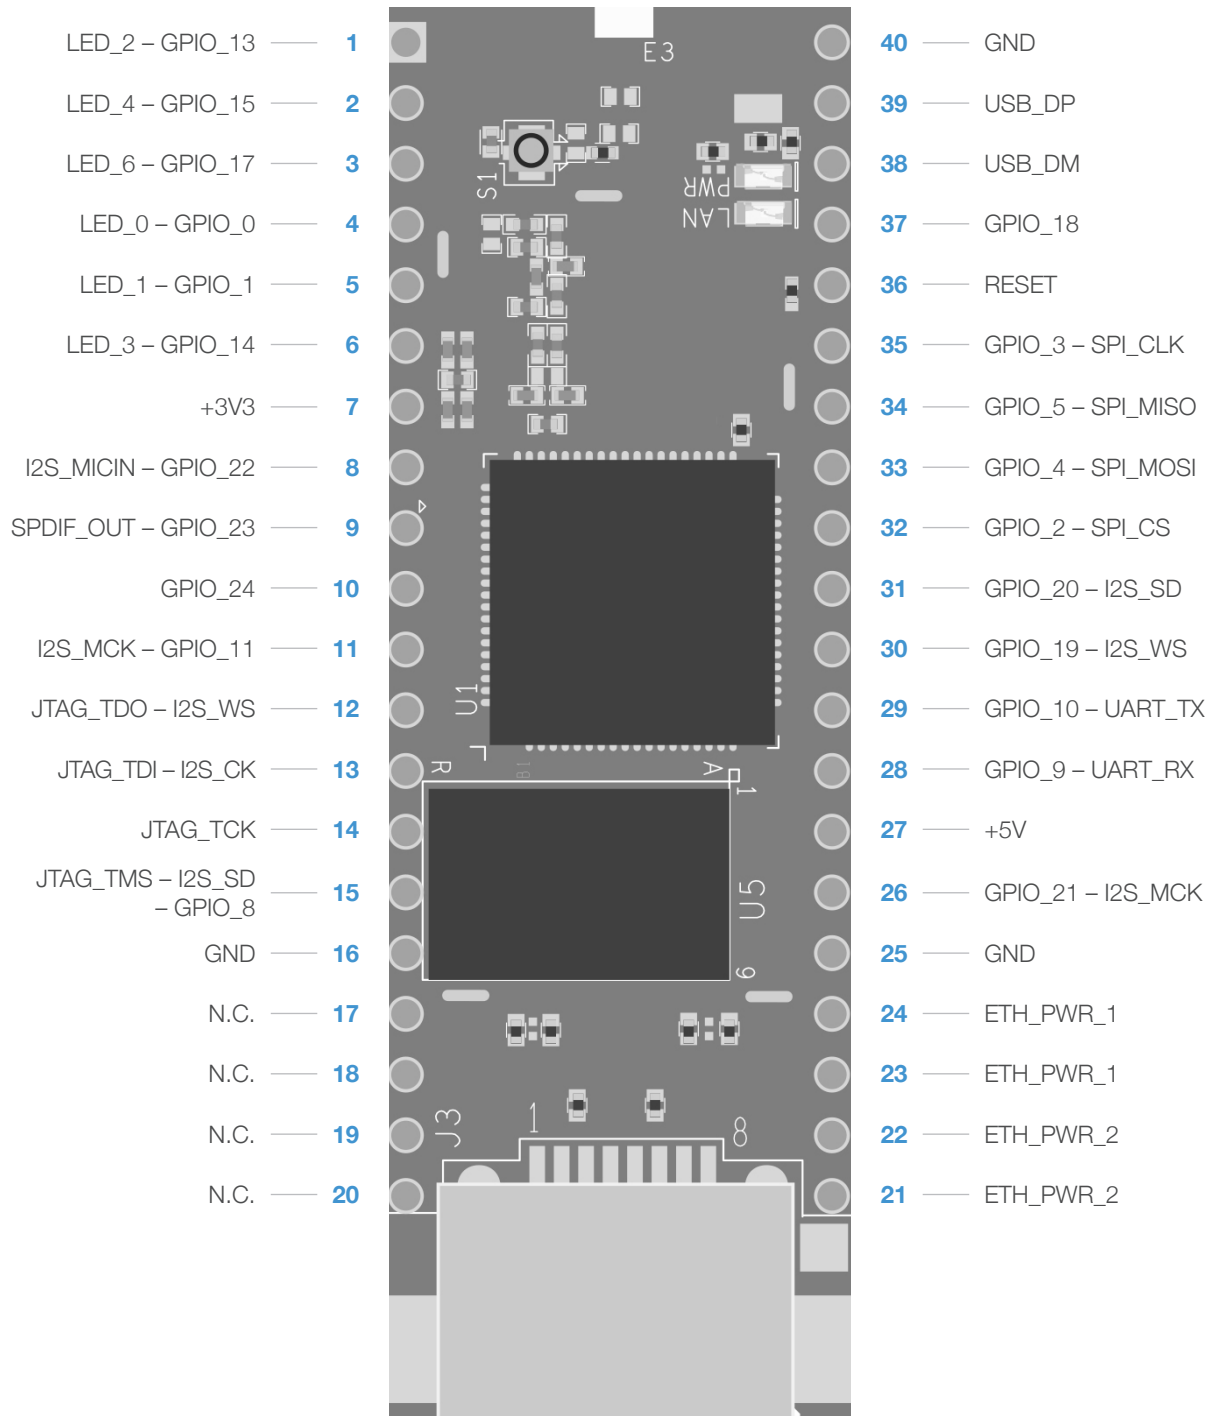 LED_2 – GPIO_13 1
LED_4 – GPIO_15 2
LED_6 – GPIO_17 3
LED_0 – GPIO_0 4
LED_1 – GPIO_1 5
LED_3 – GPIO_14 6
+3V3 7
I2S_MICIN – GPIO_22 8
SPDIF_OUT – GPIO_23 9
GPIO_24 10
I2S_MCK – GPIO_11 11
JTAG_TDO – I2S_WS 12
JTAG_TDI – I2S_CK 13
JTAG_TCK 14
JTAG_TMS – I2S_SD
– GPIO_8 15
GND 16
N.C. 17
N.C. 18
N.C. 19
N.C. 20
E3
S1
PWR
LAN
U1
R
B1
A
1
U5
9
J3
1
8
40 GND
39 USB_DP
38 USB_DM
37 GPIO_18
36 RESET
35 GPIO_3 – SPI_CLK
34 GPIO_5 – SPI_MISO
33 GPIO_4 – SPI_MOSI
32 GPIO_2 – SPI_CS
31 GPIO_20 – I2S_SD
30 GPIO_19 – I2S_WS
29 GPIO_10 – UART_TX
28 GPIO_9 – UART_RX
27 +5V
26 GPIO_21 – I2S_MCK
25 GND
24 ETH_PWR_1
23 ETH_PWR_1
22 ETH_PWR_2
21 ETH_PWR_2